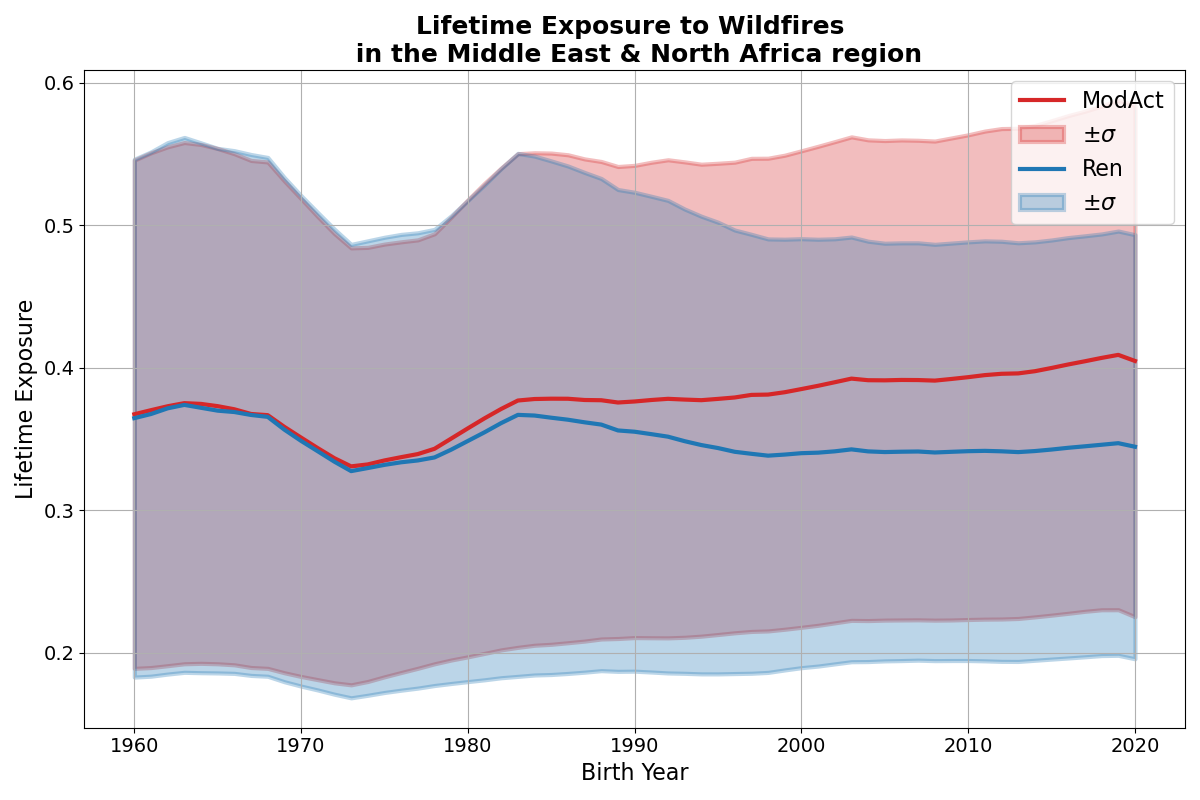 Lifetime Exposure to Wildfires
in the Middle East & North Africa region
Lifetime Exposure
0.6
0.5
0.4
0.3
0.2
ModAct
±σ
Ren
±σ
1960 1970 1980 1990 2000 2010 2020
Birth Year